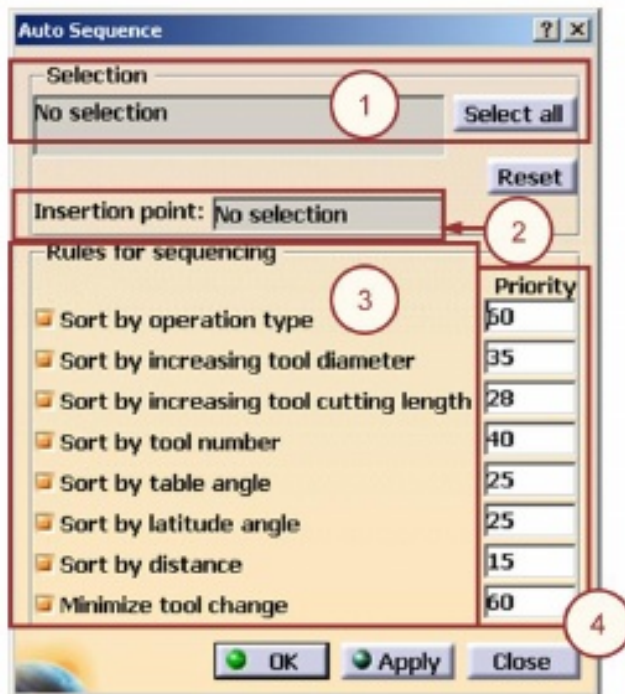 Auto Sequence
Selection
No selection
1
Select all
Reset
Insertion point: No selection
2
Rules for sequencing
3
Priority
Sort by operation type 60
Sort by increasing tool diameter 35
Sort by increasing tool cutting length 28
Sort by tool number 40
Sort by table angle 25
Sort by latitude angle 25
Sort by distance 15
Minimize tool change 60
4
OK Apply Close